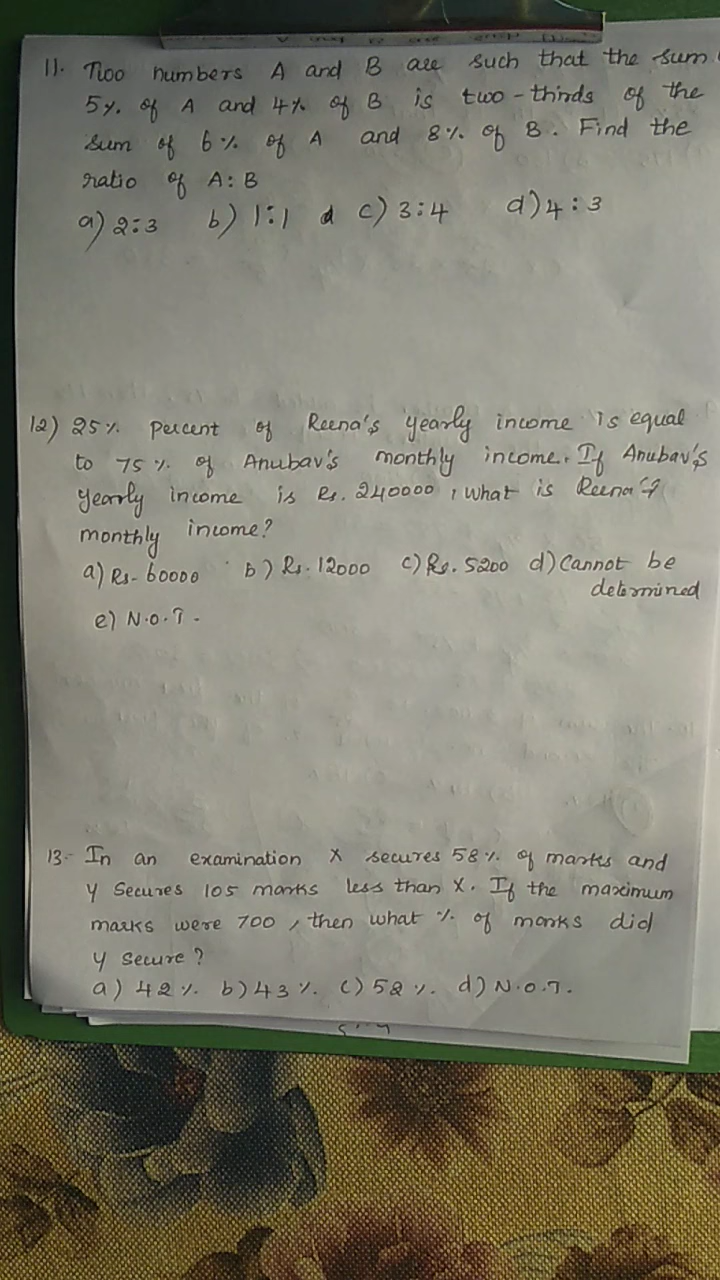 11. Two numbers A and B are such that the sum
5% of A and 4% of B is two-thirds of the
sum of 6% of A and 8% of B. Find the
ratio of A:B
a) 2:3 b) 1:1 c) 3:4 d) 4:3
12) 25% percent of Reena's yearly income is equal
to 75% of Anubav's monthly income. If Anubav's
yearly income is Rs. 240000, what is Reena's
monthly income?
a) Rs. 60000 b) Rs. 12000 c) Rs. 5200 d) Cannot be
determined
e) N.O.T.
13. In an examination X secures 58% of marks and
Y secures 105 marks less than X. If the maximum
marks were 700, then what % of marks did
Y secure?
a) 42% b) 43% c) 52% d) N.O.T.